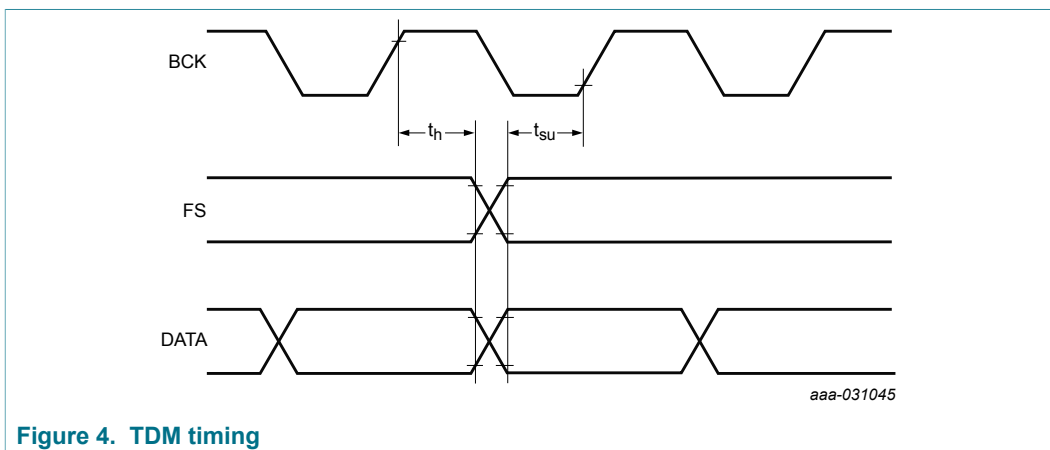 BCK
th
tsu
FS
DATA
aaa-031045
Figure 4. TDM timing